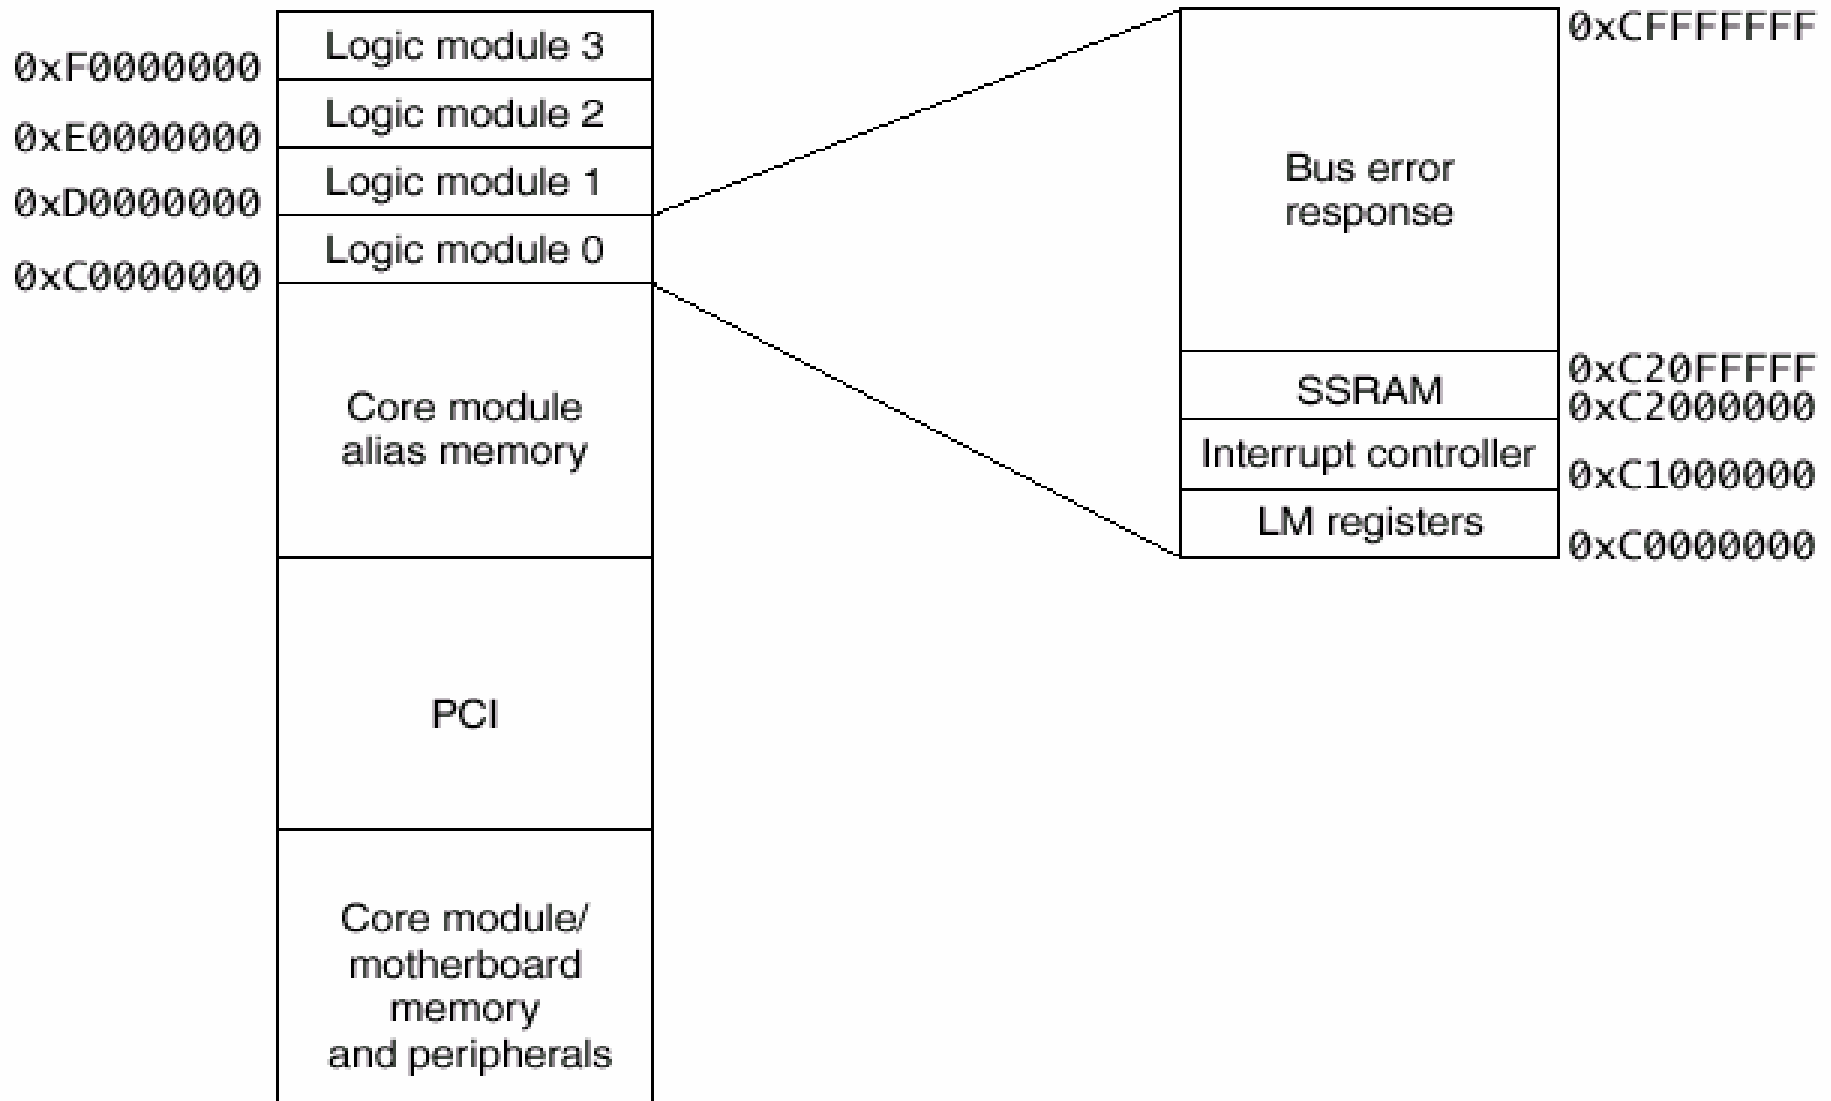 Logic module 3
0xF0000000
Logic module 2
0xE0000000
Logic module 1
0xD0000000
Logic module 0
0xC0000000
Core module
alias memory
PCI
Core module/
motherboard
memory
and peripherals
0xCFFFFFFF
Bus error
response
0xC20FFFFF
SSRAM
0xC2000000
Interrupt controller
0xC1000000
LM registers
0xC0000000